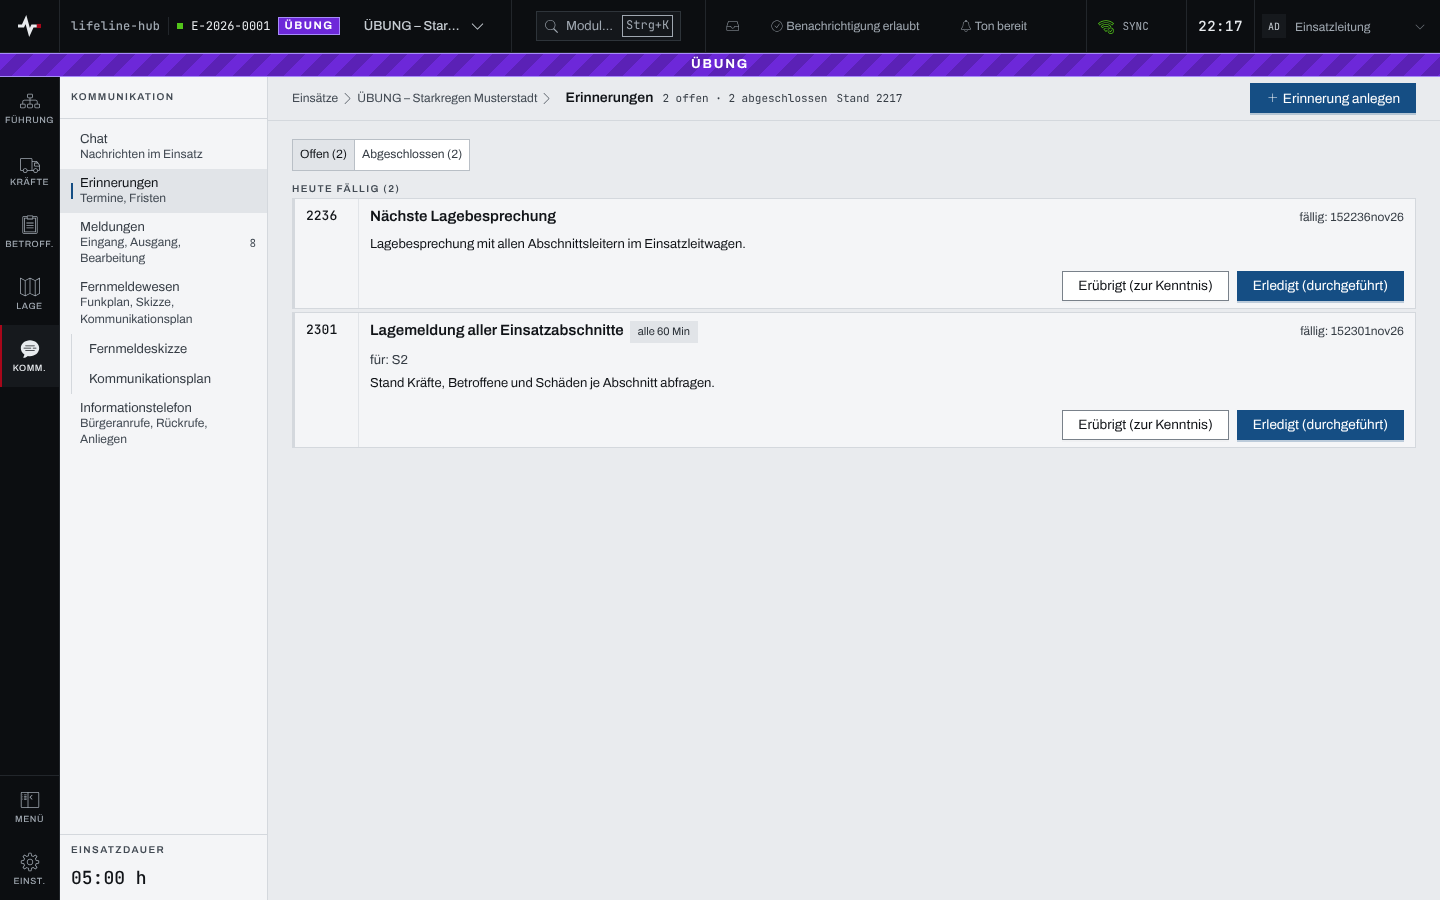 lifeline-hub
E-2026-0001 ÜBUNG
ÜBUNG – Star...
Modul... Strg+K
Benachrichtigung erlaubt
Ton bereit
SYNC
22:17
AD Einsatzleitung
ÜBUNG
FÜHRUNG
KRÄFTE
BETROFF.
LAGE
KOMM.
MENÜ
EINST.
KOMMUNIKATION
Chat
Nachrichten im Einsatz
Erinnerungen
Termine, Fristen
Meldungen
Eingang, Ausgang,
Bearbeitung
8
Fernmeldewesen
Funkplan, Skizze,
Kommunikationsplan
Fernmeldeskizze
Kommunikationsplan
Informationstelefon
Bürgeranrufe, Rückrufe,
Anliegen
EINSATZDAUER
05:00 h
Einsätze > ÜBUNG – Starkregen Musterstadt > Erinnerungen 2 offen · 2 abgeschlossen Stand 2217
+ Erinnerung anlegen
Offen (2) Abgeschlossen (2)
HEUTE FÄLLIG (2)
2236 Nächste Lagebesprechung fällig: 152236nov26
Lagebesprechung mit allen Abschnittsleitern im Einsatzleitwagen.
Erübrigt (zur Kenntnis) Erledigt (durchgeführt)
2301 Lagemeldung aller Einsatzabschnitte alle 60 Min fällig: 152301nov26
für: S2
Stand Kräfte, Betroffene und Schäden je Abschnitt abfragen.
Erübrigt (zur Kenntnis) Erledigt (durchgeführt)